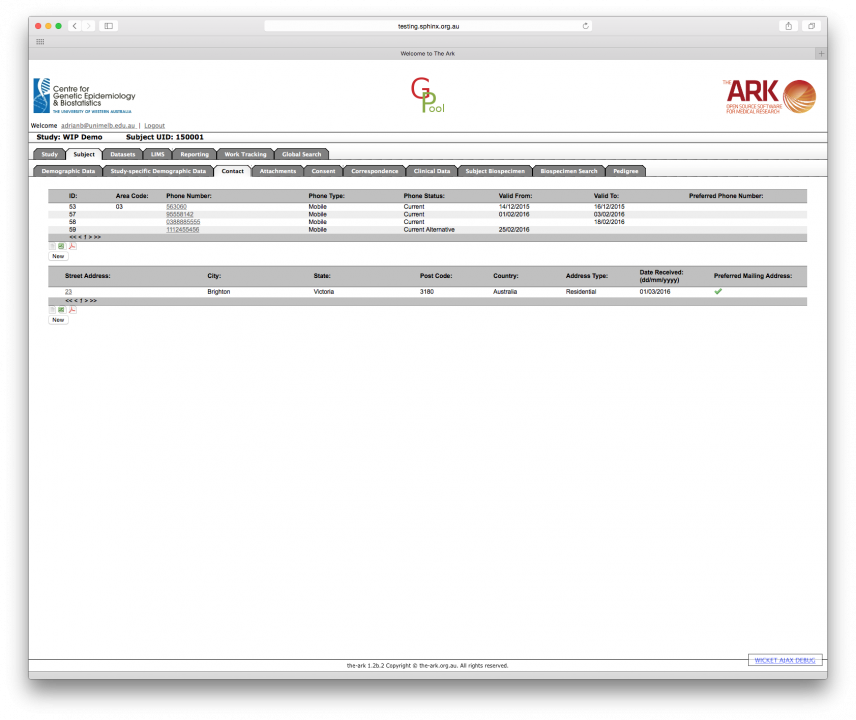 testing.sphinx.org.au
Welcome to The Ark
Centre for
Genetic Epidemiology
& Biostatistics
THE UNIVERSITY OF WESTERN AUSTRALIA
GPool
THE ARK
OPEN SOURCE SOFTWARE
FOR MEDICAL RESEARCH
Welcome adrianb@unimelb.edu.au | Logout
Study: WIP Demo Subject UID: 150001
Study Subject Datasets LIMS Reporting Work Tracking Global Search
Demographic Data Study-specific Demographic Data Contact Attachments Consent Correspondence Clinical Data Subject Biospecimen Biospecimen Search Pedigree
ID: Area Code: Phone Number: Phone Type: Phone Status: Valid From: Valid To: Preferred Phone Number:
53 03 563060 Mobile Current 14/12/2015 16/12/2015
57 95558142 Mobile Current 01/02/2016 03/02/2016
58 0388885555 Mobile Current 18/02/2016
59 1112455456 Mobile Current Alternative 25/02/2016
<< < 1 > >>
New
Street Address: City: State: Post Code: Country: Address Type: Date Received: (dd/mm/yyyy) Preferred Mailing Address:
23 Brighton Victoria 3180 Australia Residential 01/03/2016
<< < 1 > >>
New
WICKET AJAX DEBUG
the-ark 1.2b.2 Copyright © the-ark.org.au. All rights reserved.